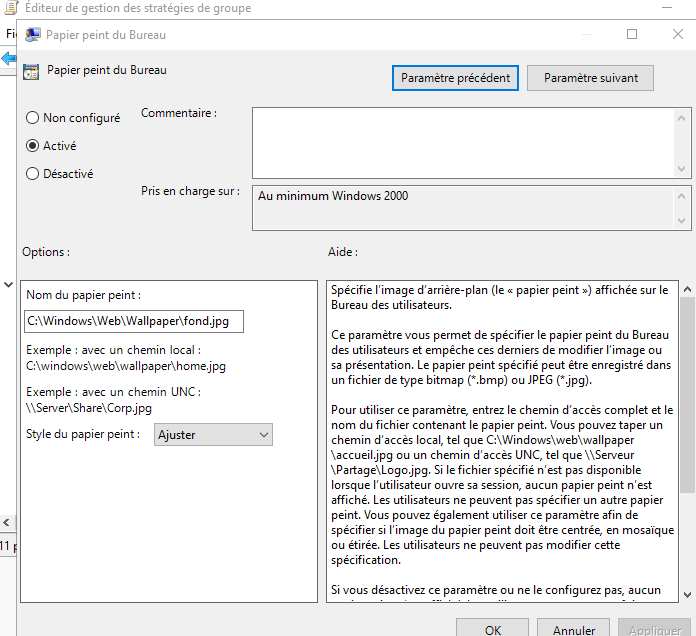 Éditeur de gestion des stratégies de groupe
Papier peint du Bureau
Papier peint du Bureau
Paramètre précédent
Paramètre suivant
Non configuré
Commentaire :
Activé
Désactivé
Pris en charge sur :
Au minimum Windows 2000
Options :
Aide :
Nom du papier peint :
C:\Windows\Web\Wallpaper\fond.jpg
Exemple : avec un chemin local :
C:\windows\web\wallpaper\home.jpg
Exemple : avec un chemin UNC :
\\Server\Share\Corp.jpg
Style du papier peint :
Ajuster
Spécifie l'image d'arrière-plan (le « papier peint ») affichée sur le
Bureau des utilisateurs.
Ce paramètre vous permet de spécifier le papier peint du Bureau
des utilisateurs et empêche ces derniers de modifier l'image ou
sa présentation. Le papier peint spécifié peut être enregistré dans
un fichier de type bitmap (*.bmp) ou JPEG (*.jpg).
Pour utiliser ce paramètre, entrez le chemin d'accès complet et le
nom du fichier contenant le papier peint. Vous pouvez taper un
chemin d'accès local, tel que C:\Windows\web\wallpaper
\accueil.jpg ou un chemin d'accès UNC, tel que \\Serveur
\Partage\Logo.jpg. Si le fichier spécifié n'est pas disponible
lorsque l'utilisateur ouvre sa session, aucun papier peint n'est
affiché. Les utilisateurs ne peuvent pas spécifier un autre papier
peint. Vous pouvez également utiliser ce paramètre afin de
spécifier si l'image du papier peint doit être centrée, en mosaïque
ou étirée. Les utilisateurs ne peuvent pas modifier cette
spécification.
Si vous désactivez ce paramètre ou ne le configurez pas, aucun
11
OK
Annuler
Appliquer